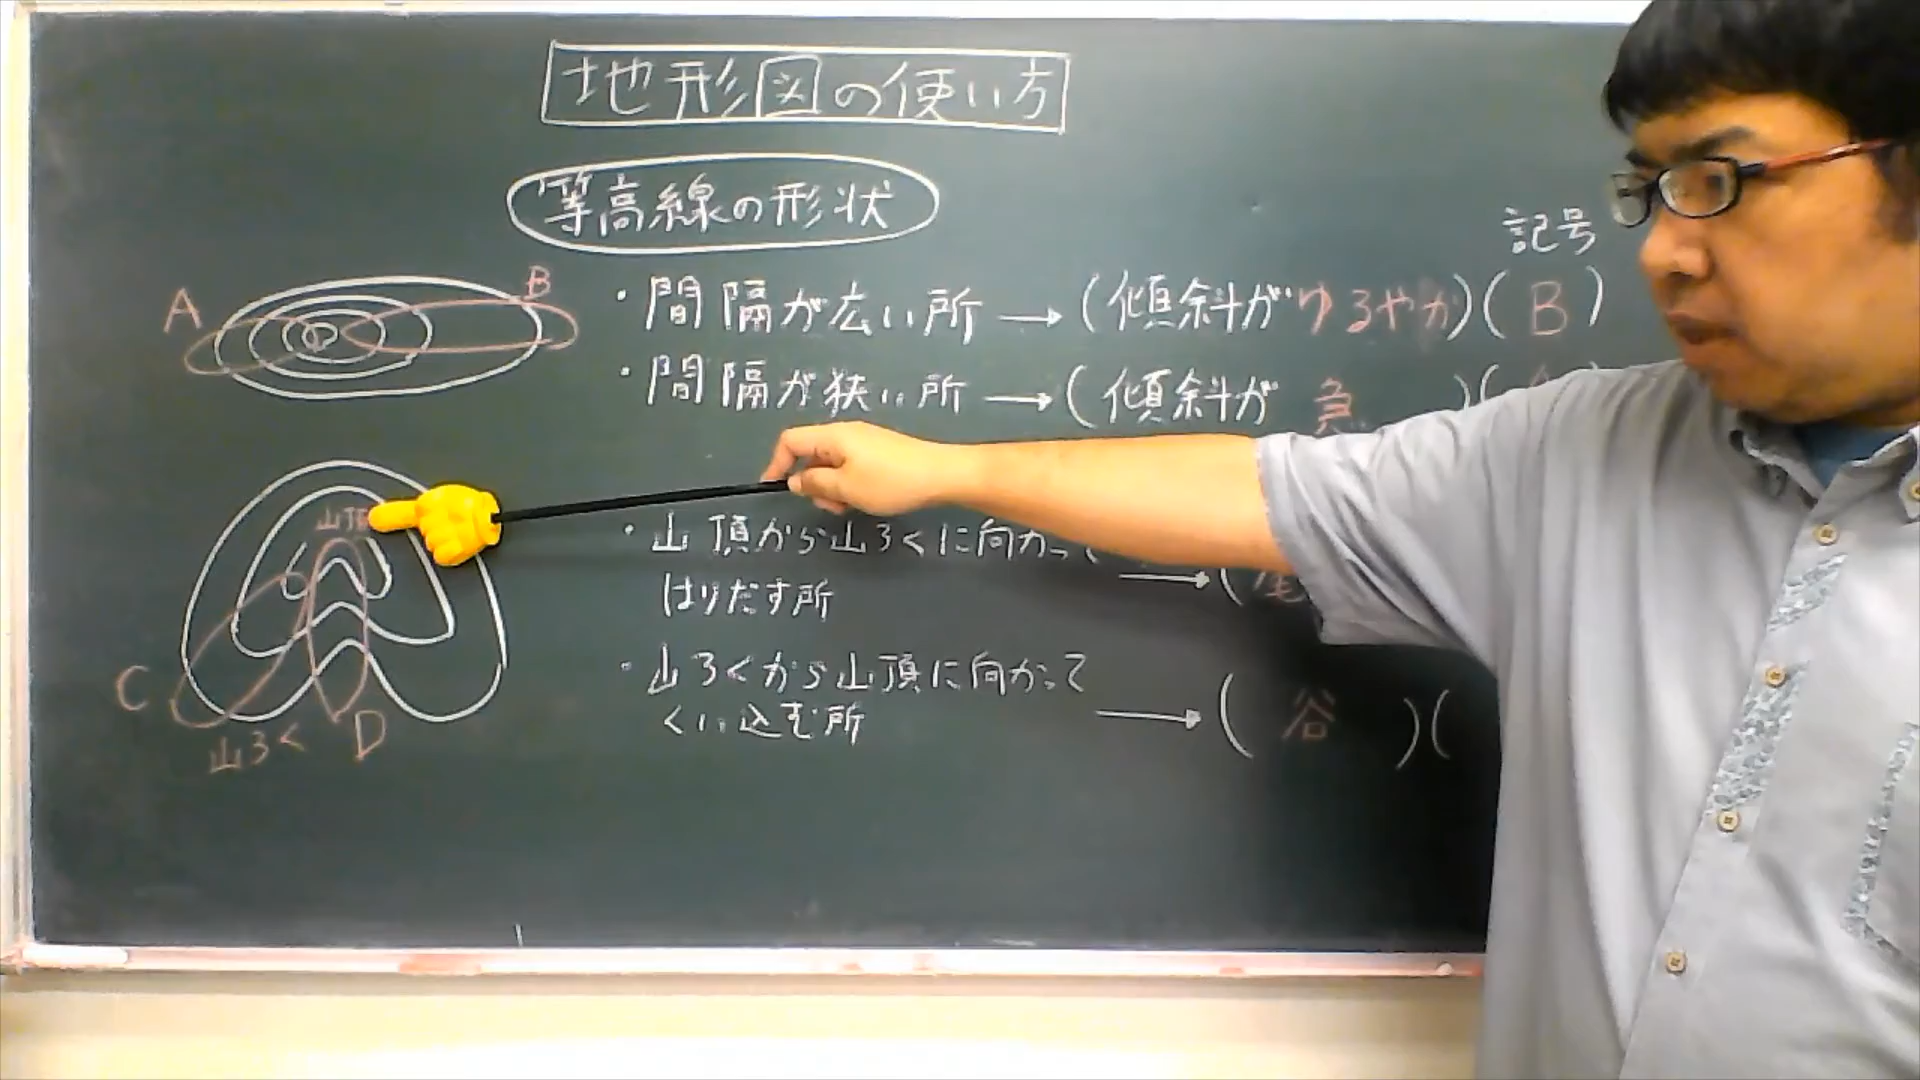 地形図の使い方
等高線の形状
記号
A
B
・間隔が広い所→(傾斜がゆるやか)(B)
・間隔が狭い所→(傾斜が 急 )(
山頂
・山頂から山ろくに向かっ
はりだす所
→(尾
C
山ろく
D
・山ろくから山頂に向かって
くい込む所
→( 谷 )(